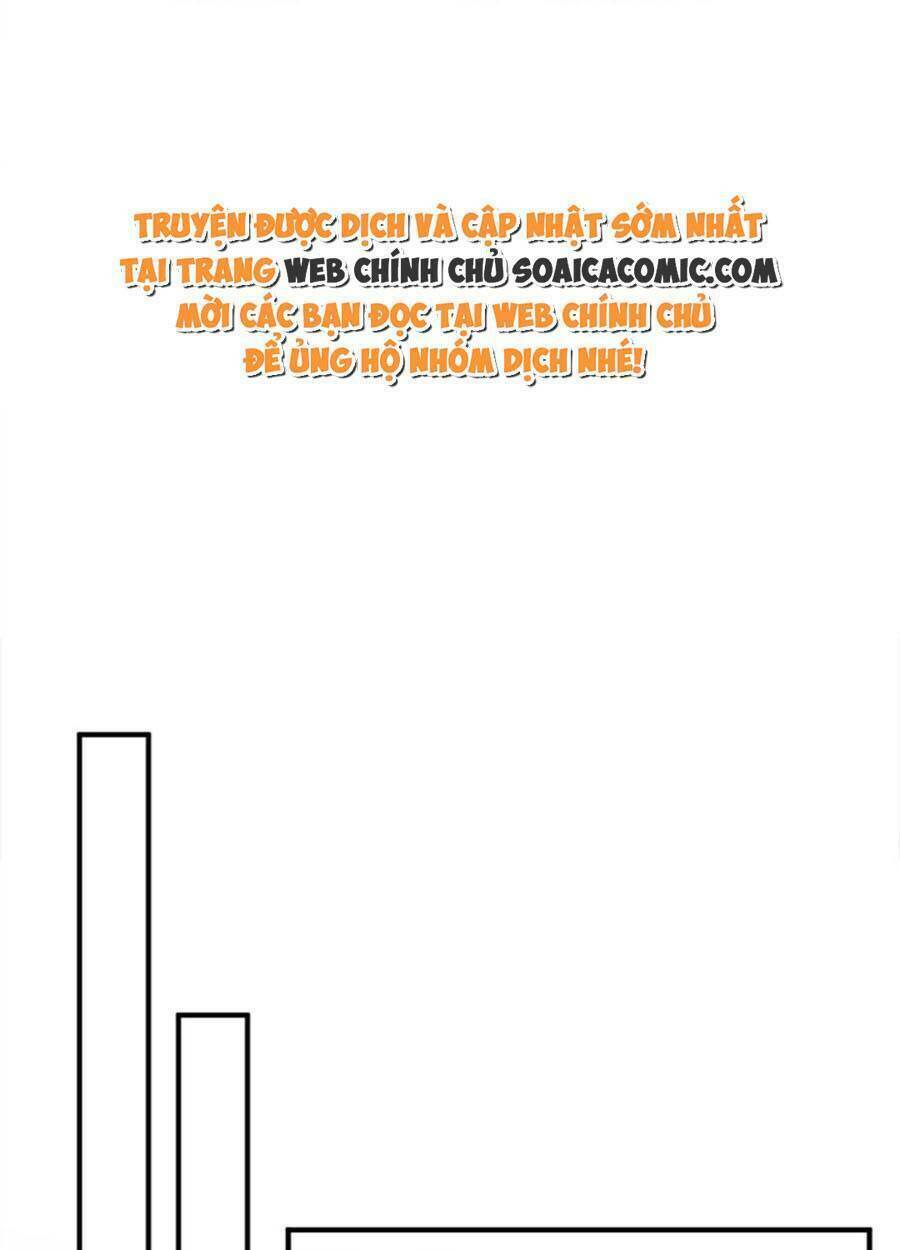 TRUYỆN ĐƯỢC DỊCH VÀ CẬP NHẬT SỚM NHẤT
TẠI TRANG WEB CHÍNH CHỦ SOAICACOMIC.COM
MỜI CÁC BẠN ĐỌC TẠI WEB CHÍNH CHỦ
ĐỂ ỦNG HỘ NHÓM DỊCH NHÉ!